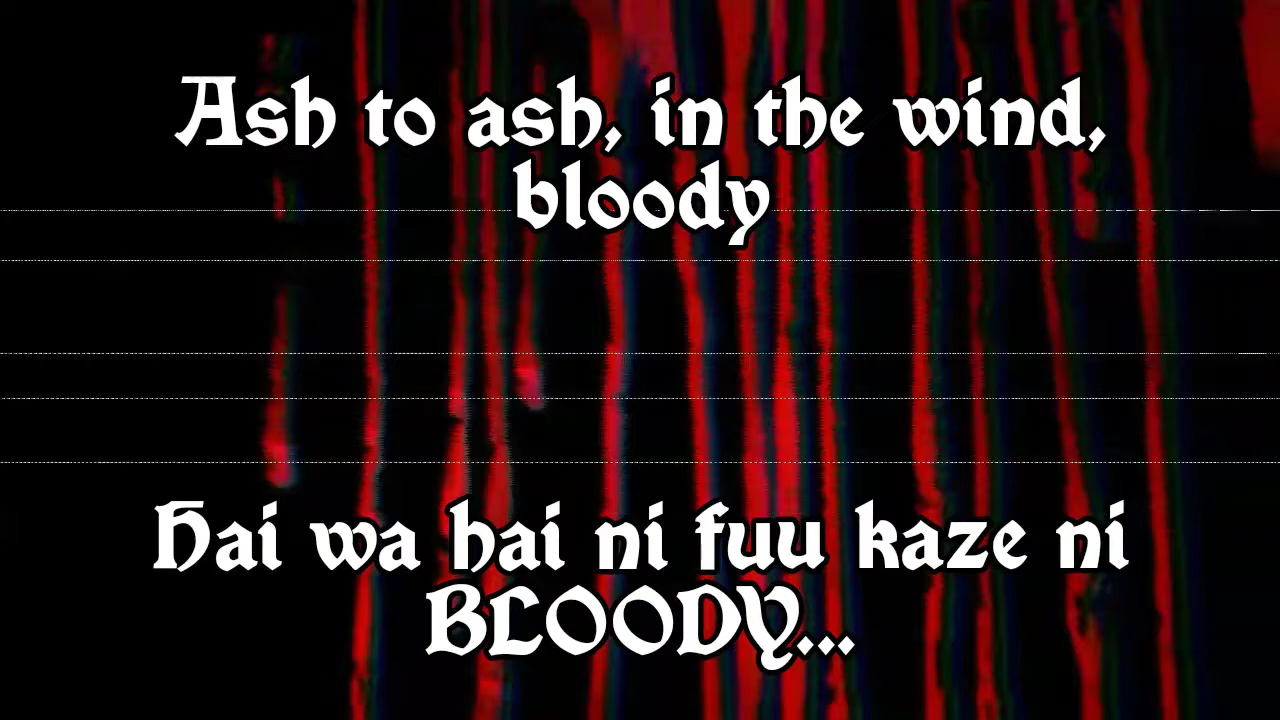 Ash to ash, in the wind,
bloody
Hai wa hai ni fuu kaze ni
BLOODY...